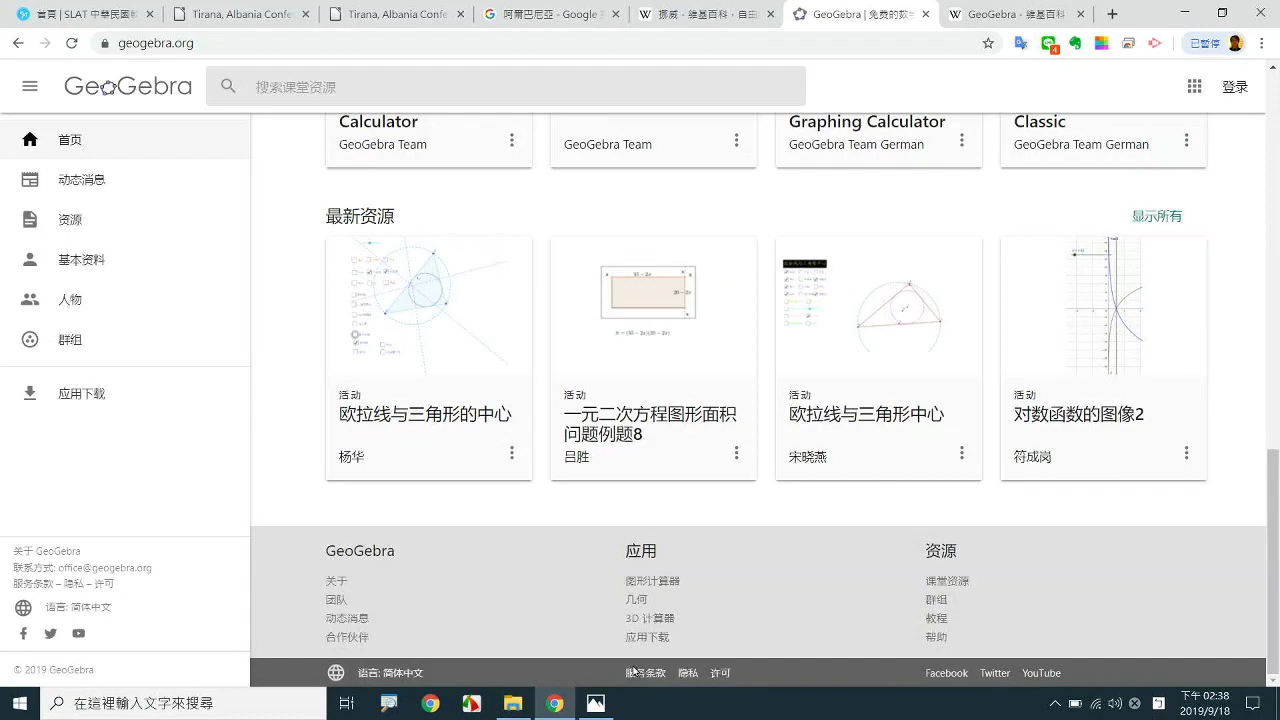 SLAT 中華民國
Tirana, Albania Confe
Tirana, Albania Confe
阿爾巴尼亞 - Google
挪威 - 維基百科，自由
GeoGebra | 免费的数
GeoGebra - 維基百科
geogebra.org
4
已暫停
GeoGebra
搜索课堂资源
登录
首页
动态消息
资源
基本资料
人物
群组
应用下载
Calculator
GeoGebra Team
GeoGebra Team
Graphing Calculator
GeoGebra Team German
Classic
GeoGebra Team German
最新资源
显示所有
活动
欧拉线与三角形的中心
杨华
活动
一元二次方程图形面积
问题例题8
吕胜
活动
欧拉线与三角形中心
宋晓燕
活动
对数函数的图像2
符成岗
关于 GeoGebra
联系方式: office@geogebra.org
服务条款 – 隐私 – 许可
语言: 简体中文
© 2019 GeoGebra
GeoGebra
关于
团队
动态消息
合作伙伴
应用
图形计算器
几何
3D 计算器
应用下载
资源
课堂资源
群组
教程
帮助
语言: 简体中文
服务条款 隐私 许可
Facebook Twitter YouTube
在這裡輸入文字來搜尋
下午 02:38
2019/9/18